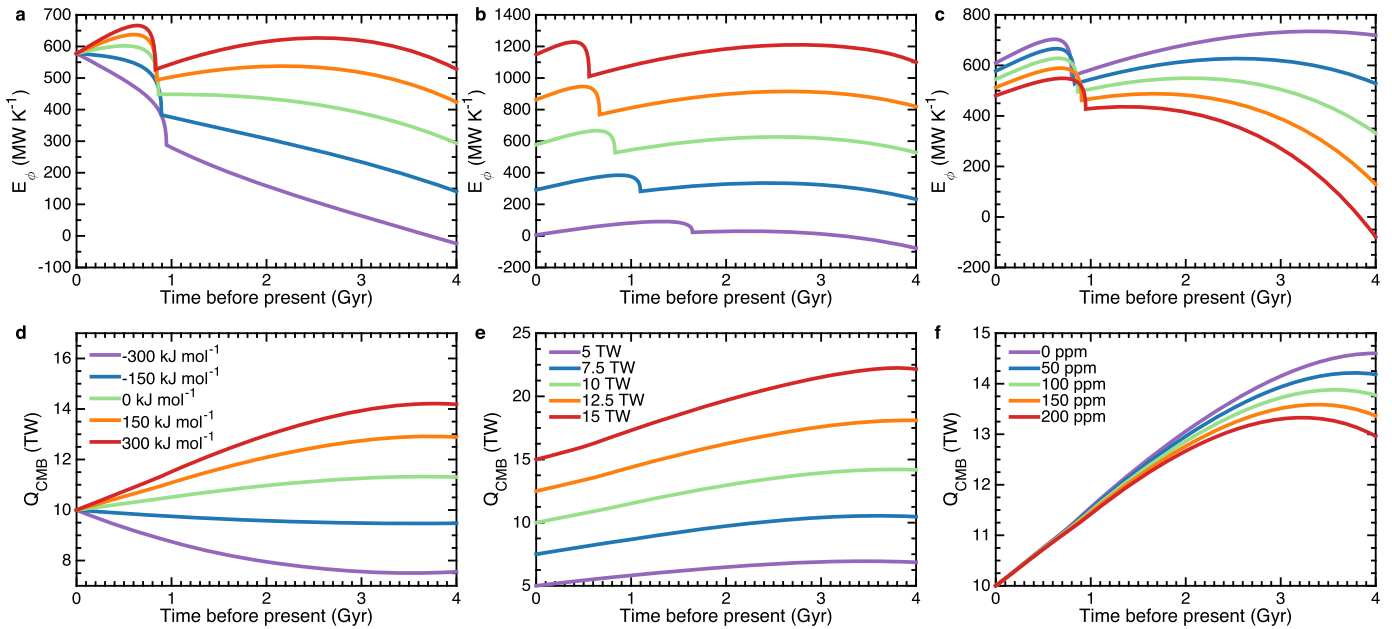 a
700
600
500
400
300
200
100
0
-100
E_ϕ (MW K⁻¹)
0 1 2 3 4
Time before present (Gyr)
b
1400
1200
1000
800
600
400
200
0
-200
E_ϕ (MW K⁻¹)
0 1 2 3 4
Time before present (Gyr)
c
800
600
400
200
0
-200
E_ϕ (MW K⁻¹)
0 1 2 3 4
Time before present (Gyr)
d
16
14
12
10
8
Q_CMB (TW)
-300 kJ mol⁻¹
-150 kJ mol⁻¹
0 kJ mol⁻¹
150 kJ mol⁻¹
300 kJ mol⁻¹
0 1 2 3 4
Time before present (Gyr)
e
25
20
15
10
5
Q_CMB (TW)
5 TW
7.5 TW
10 TW
12.5 TW
15 TW
0 1 2 3 4
Time before present (Gyr)
f
15
14
13
12
11
10
Q_CMB (TW)
0 ppm
50 ppm
100 ppm
150 ppm
200 ppm
0 1 2 3 4
Time before present (Gyr)